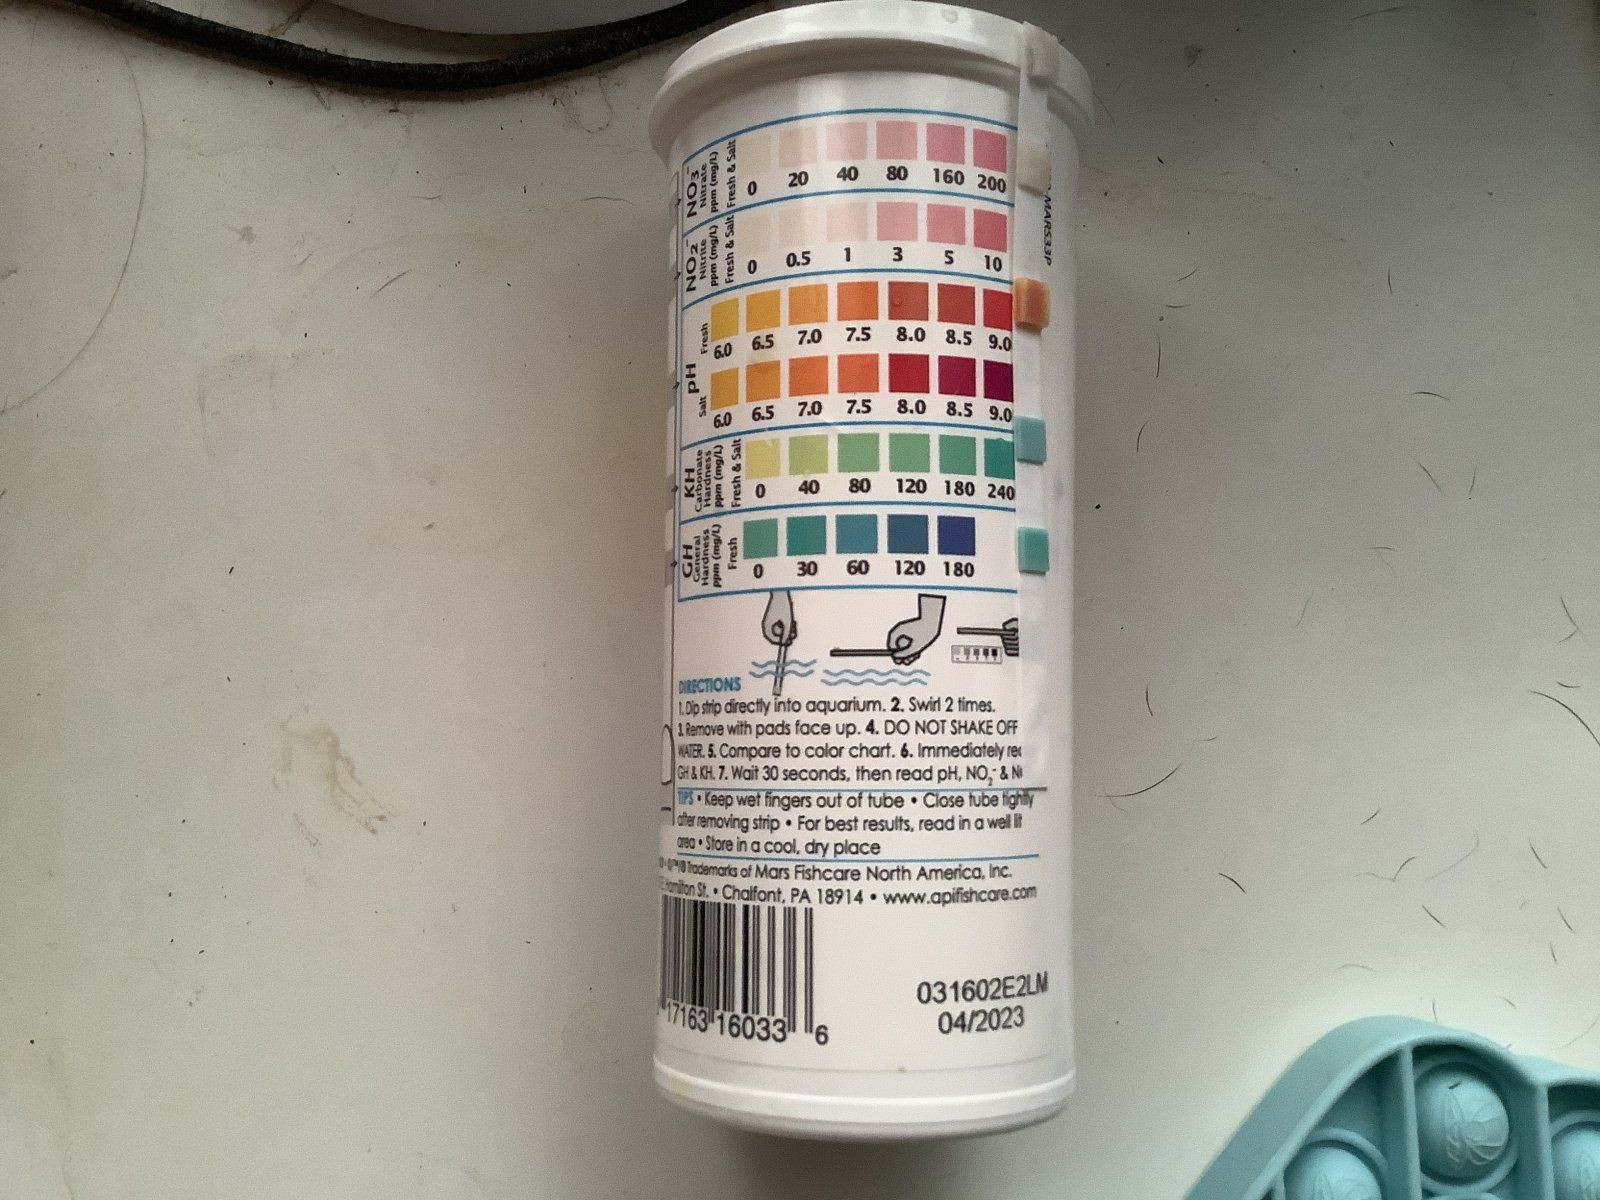 NO3-
Nitrate
ppm (mg/L)
Fresh & Salt
0 20 40 80 160 200
NO2-
Nitrite
ppm (mg/L)
Fresh & Salt
0 0.5 1 3 5 10
MARS33P
pH
Fresh
6.0 6.5 7.0 7.5 8.0 8.5 9.0
Salt
6.0 6.5 7.0 7.5 8.0 8.5 9.0
KH
Carbonate
Hardness
ppm (mg/L)
Fresh & Salt
0 40 80 120 180 240
GH
General
Hardness
ppm (mg/L)
Fresh
0 30 60 120 180
DIRECTIONS
1. Dip strip directly into aquarium. 2. Swirl 2 times.
3. Remove with pads face up. 4. DO NOT SHAKE OFF
WATER. 5. Compare to color chart. 6. Immediately
GH & KH. 7. Wait 30 seconds, then read pH, NO2- &
TIPS • Keep wet fingers out of tube • Close tube tightly
after removing strip • For best results, read in a well lit
area • Store in a cool, dry place
Trademarks of Mars Fishcare North America, Inc.
Hamilton St. • Chalfont, PA 18914 • www.apifishcare.com
17163 16033 6
031602E2LM
04/2023